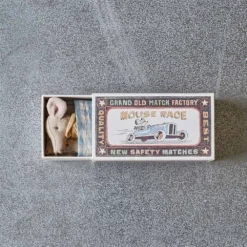 GRAND OLD MATCH FACTORY
MOUSE RACE
QUALITY
BEST
NEW SAFETY MATCHES